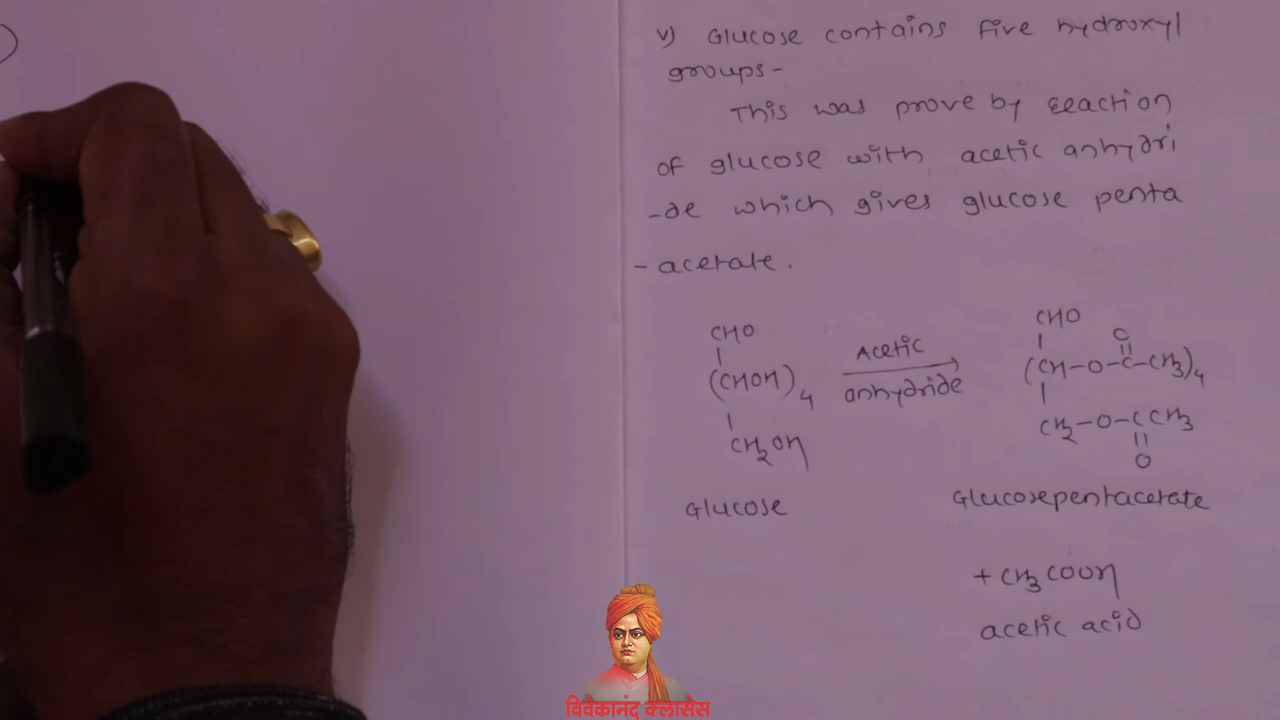 v) Glucose contains five hydroxyl
groups-
This was prove by reaction
of glucose with acetic anhydri
-de which gives glucose penta
- acetate.
CHO
|
(CHOH)4
|
CH2OH
Glucose
Acetic
anhydride
CHO
|
O
||
(CH-O-C-CH3)4
|
CH2-O-C CH3
||
O
Glucosepentacetate
+ CH3COOH
acetic acid
विवेकानंद क्लासेस